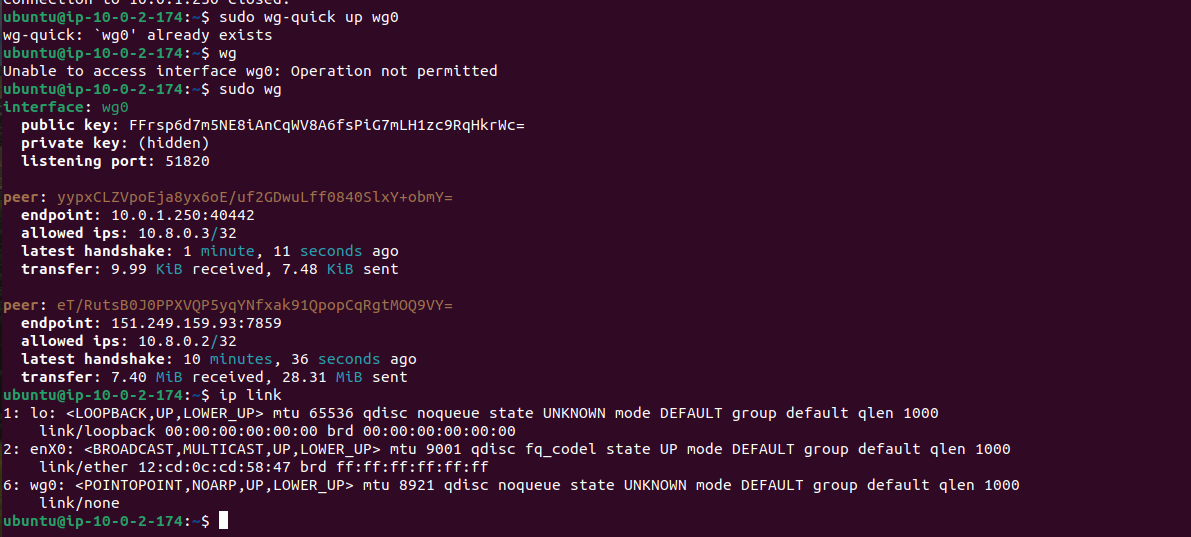 Connection to 10.0.1.250 closed.
ubuntu@ip-10-0-2-174:~$ sudo wg-quick up wg0
wg-quick: `wg0' already exists
ubuntu@ip-10-0-2-174:~$ wg
Unable to access interface wg0: Operation not permitted
ubuntu@ip-10-0-2-174:~$ sudo wg
interface: wg0
  public key: FFrsp6d7m5NE8iAnCqWV8A6fsPiG7mLH1zc9RqHkrWc=
  private key: (hidden)
  listening port: 51820

peer: yypxCLZVpoEja8yx6oE/uf2GDwuLff0840SlxY+obmY=
  endpoint: 10.0.1.250:40442
  allowed ips: 10.8.0.3/32
  latest handshake: 1 minute, 11 seconds ago
  transfer: 9.99 KiB received, 7.48 KiB sent

peer: eT/RutsB0J0PPXVQP5yqYNfxak91QpopCqRgtMOQ9VY=
  endpoint: 151.249.159.93:7859
  allowed ips: 10.8.0.2/32
  latest handshake: 10 minutes, 36 seconds ago
  transfer: 7.40 MiB received, 28.31 MiB sent
ubuntu@ip-10-0-2-174:~$ ip link
1: lo: <LOOPBACK,UP,LOWER_UP> mtu 65536 qdisc noqueue state UNKNOWN mode DEFAULT group default qlen 1000
    link/loopback 00:00:00:00:00:00 brd 00:00:00:00:00:00
2: enX0: <BROADCAST,MULTICAST,UP,LOWER_UP> mtu 9001 qdisc fq_codel state UP mode DEFAULT group default qlen 1000
    link/ether 12:cd:0c:cd:58:47 brd ff:ff:ff:ff:ff:ff
6: wg0: <POINTOPOINT,NOARP,UP,LOWER_UP> mtu 8921 qdisc noqueue state UNKNOWN mode DEFAULT group default qlen 1000
    link/none
ubuntu@ip-10-0-2-174:~$